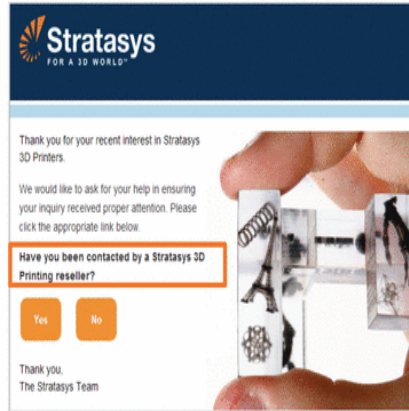 Stratasys
FOR A 3D WORLD™
Thank you for your recent interest in Stratasys
3D Printers.
We would like to ask for your help in ensuring
your inquiry received proper attention. Please
click the appropriate link below.
Have you been contacted by a Stratasys 3D
Printing reseller?
Yes No
Thank you,
The Stratasys Team